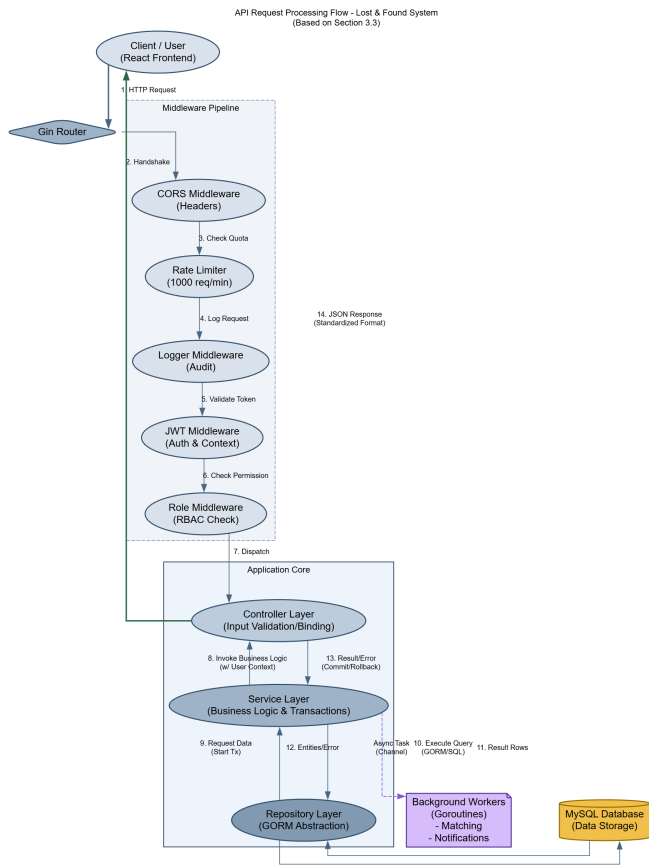 API Request Processing Flow - Lost & Found System
(Based on Section 3.3)
Client / User
(React Frontend)
1. HTTP Request
Middleware Pipeline
Gin Router
2. Handshake
CORS Middleware
(Headers)
3. Check Quota
Rate Limiter
(1000 req/min)
14. JSON Response
(Standardized Format)
4. Log Request
Logger Middleware
(Audit)
5. Validate Token
JWT Middleware
(Auth & Context)
6. Check Permission
Role Middleware
(RBAC Check)
7. Dispatch
Application Core
Controller Layer
(Input Validation/Binding)
8. Invoke Business Logic
(w/ User Context)
13. Result/Error
(Commit/Rollback)
Service Layer
(Business Logic & Transactions)
9. Request Data
(Start Tx)
12. Entities/Error
Async Task
(Channel)
10. Execute Query
(GORM/SQL)
11. Result Rows
Background Workers
(Goroutines)
- Matching
- Notifications
Repository Layer
(GORM Abstraction)
MySQL Database
(Data Storage)